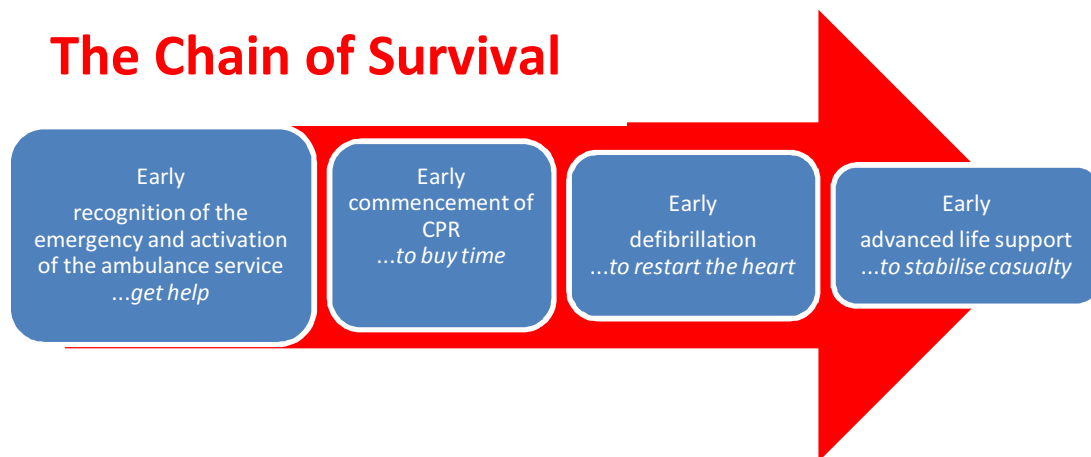 The Chain of Survival
Early
recognition of the
emergency and activation
of the ambulance service
...get help
Early
commencement of
CPR
...to buy time
Early
defibrillation
...to restart the heart
Early
advanced life support
...to stabilise casualty